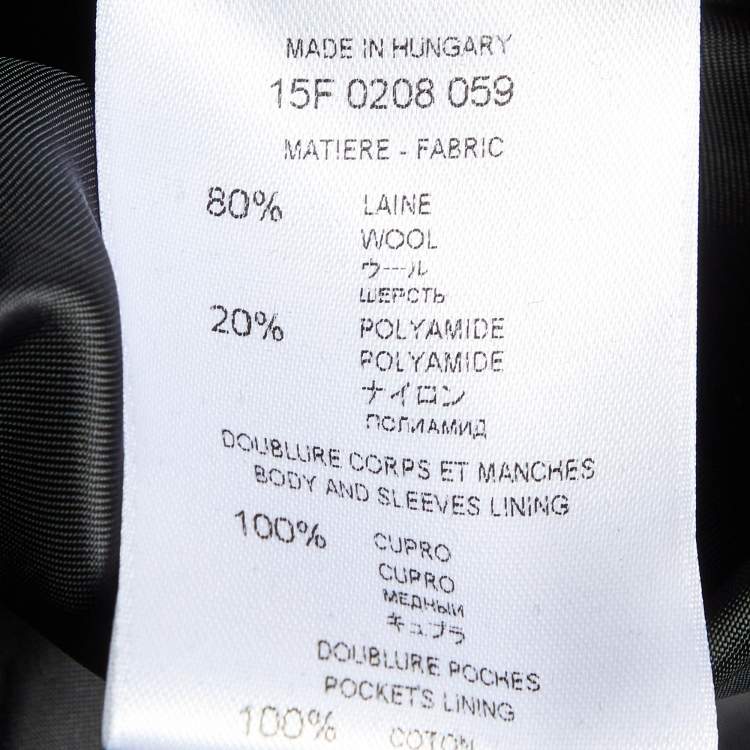 MADE IN HUNGARY
15F 0208 059
MATIERE - FABRIC
80% LAINE
WOOL
ウール
ШЕРСТЬ
20% POLYAMIDE
POLYAMIDE
ナイロン
ПОЛИАМИД
DOUBLURE CORPS ET MANCHES
BODY AND SLEEVES LINING
100% CUPRO
CUPRO
МЕДНЫЙ
キュプラ
DOUBLURE POCHES
POCKETS LINING
100% COTON